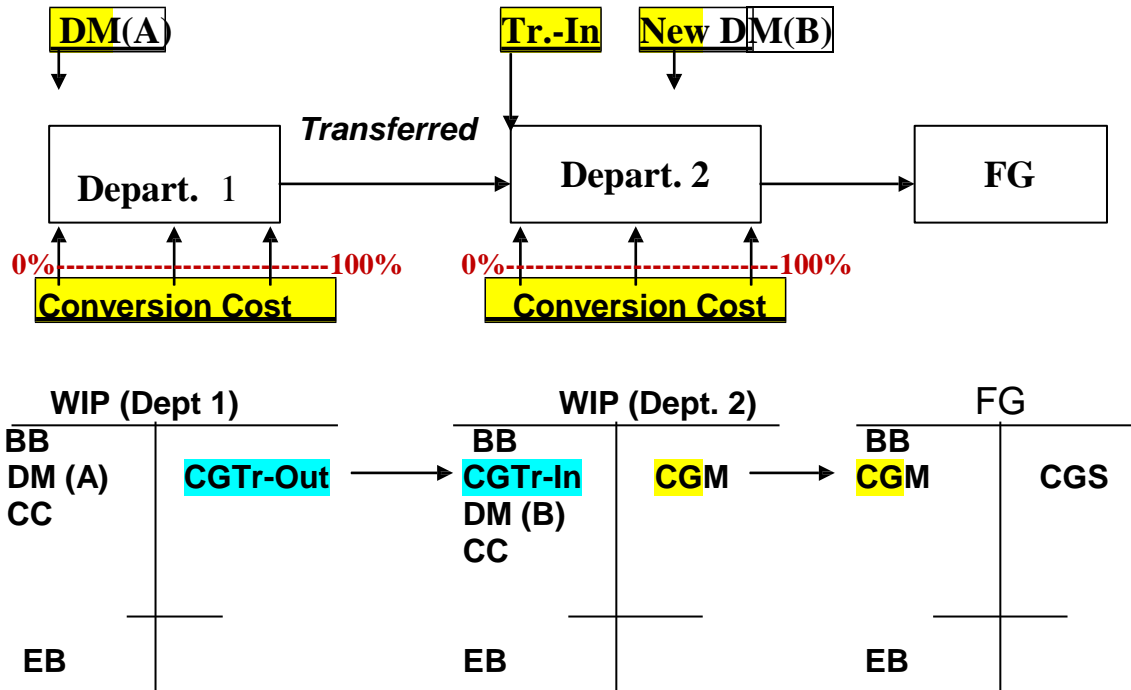 DM(A)
Tr.-In
New DM(B)
Transferred
Depart. 1
Depart. 2
FG
0%-----------------------100%
0%-----------------------100%
Conversion Cost
Conversion Cost
WIP (Dept 1)
WIP (Dept. 2)
FG
BB
BB
BB
DM (A)
CGTr-Out
CGTr-In
CGM
CGM
CGS
CC
DM (B)
CC
EB
EB
EB